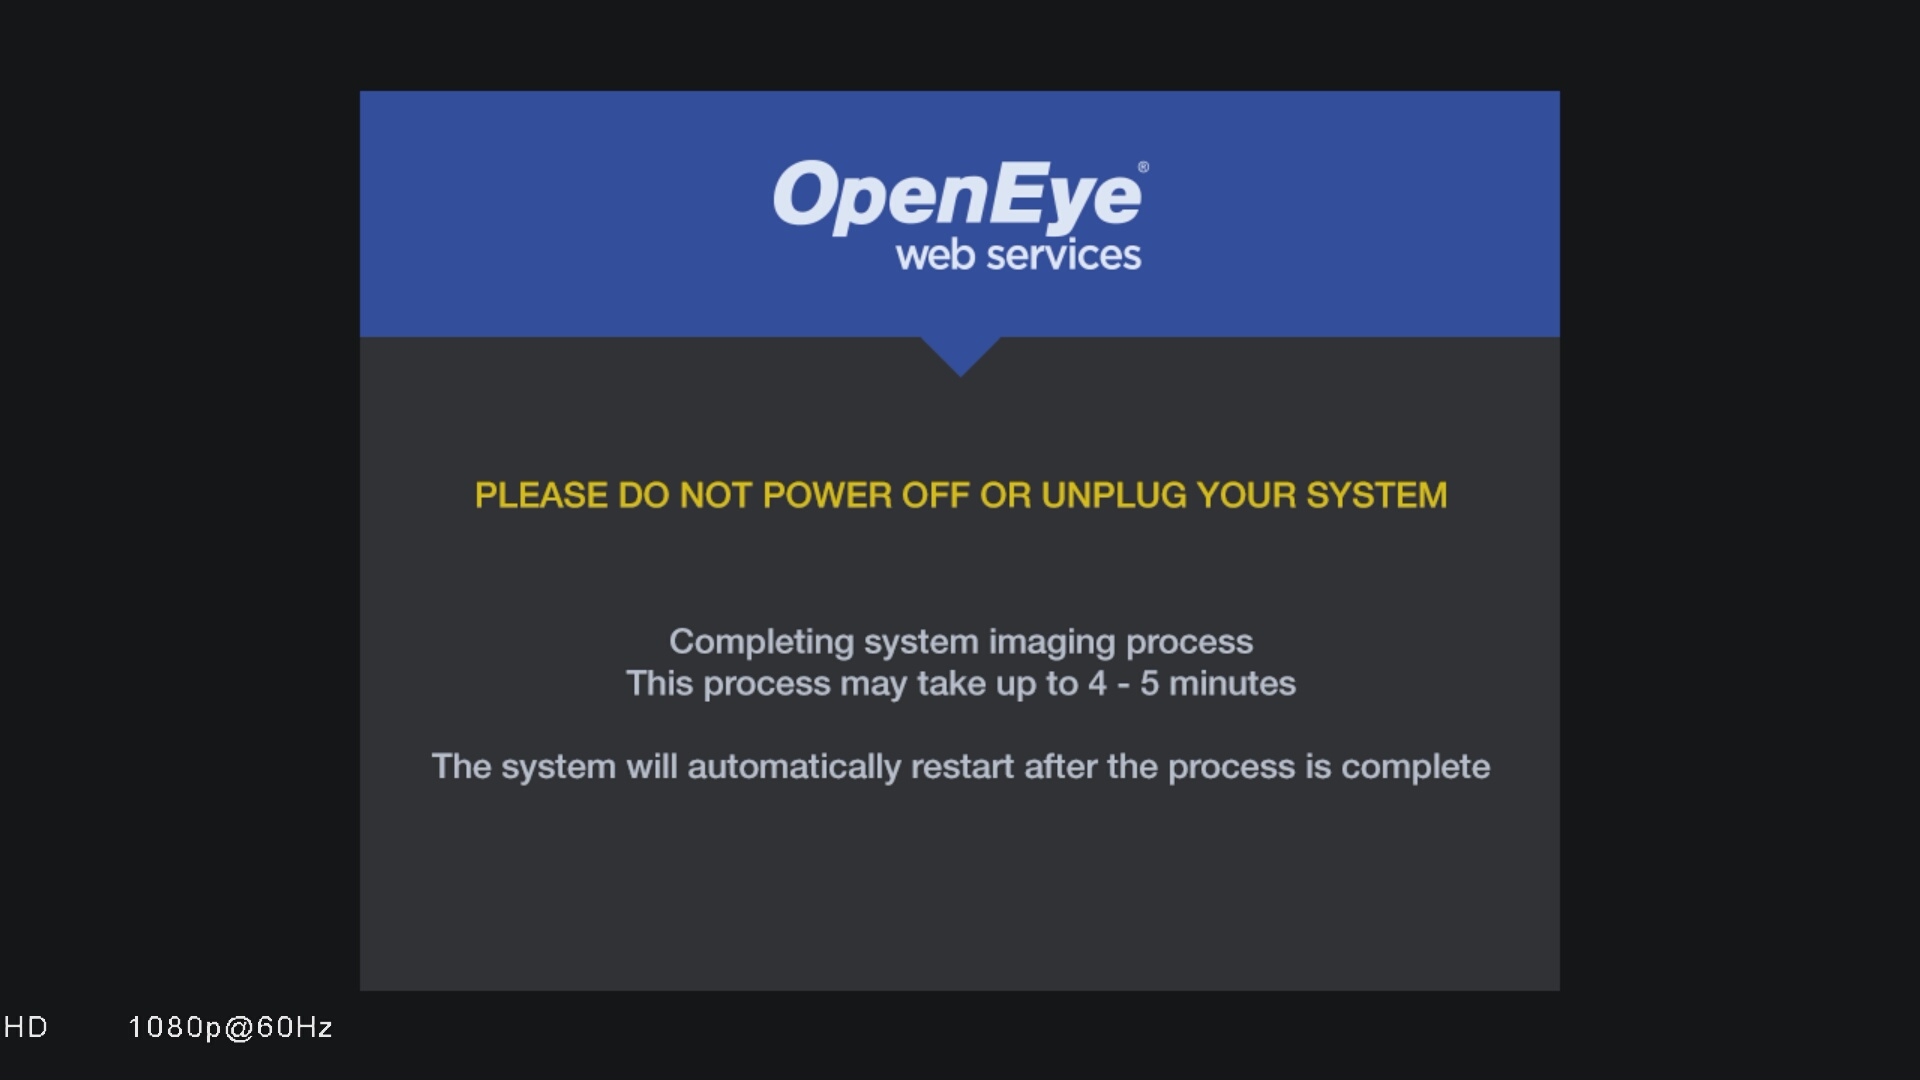 OpenEye®
web services
PLEASE DO NOT POWER OFF OR UNPLUG YOUR SYSTEM
Completing system imaging process
This process may take up to 4 - 5 minutes
The system will automatically restart after the process is complete
HD 1080p@60Hz